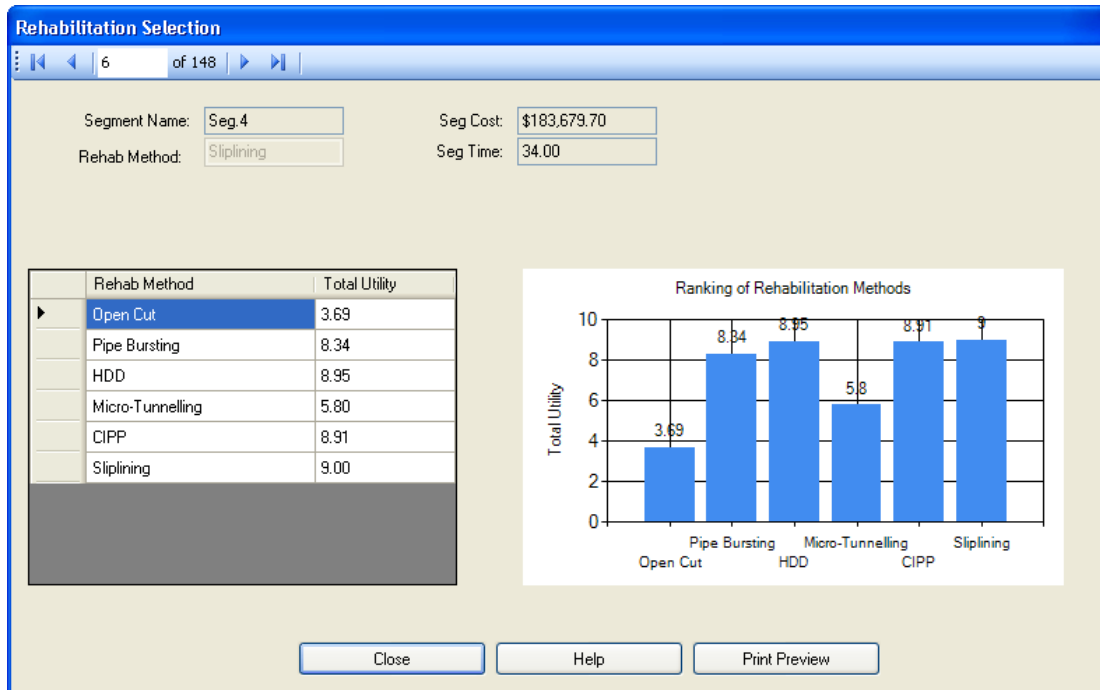 Rehabilitation Selection
6 of 148
Segment Name: Seg.4 Seg Cost: $183,679.70
Rehab Method: Sliplining Seg Time: 34.00
Rehab Method Total Utility
Open Cut 3.69
Pipe Bursting 8.34
HDD 8.95
Micro-Tunnelling 5.80
CIPP 8.91
Sliplining 9.00
Ranking of Rehabilitation Methods
Total Utility
10
8
6
4
2
0
3.69
8.34
8.95
5.8
8.91
9
Pipe Bursting Micro-Tunnelling Sliplining
Open Cut HDD CIPP
Close Help Print Preview